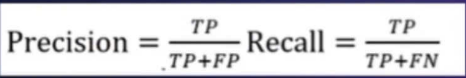 Precision = TP/TP+FP Recall = TP/TP+FN